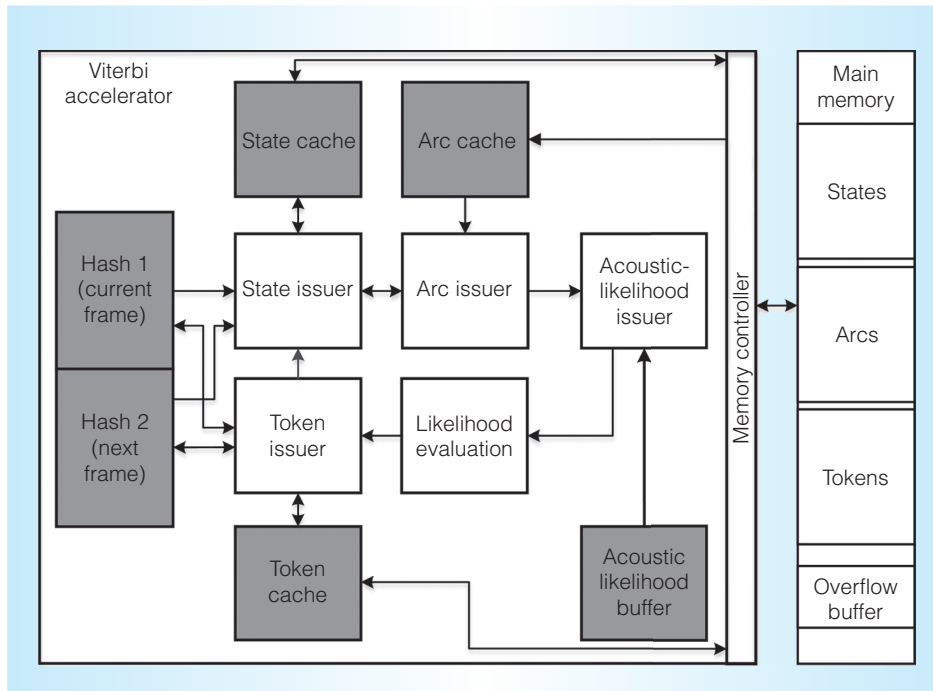 Viterbi
accelerator
State cache
Arc cache
Hash 1
(current
frame)
State issuer
Arc issuer
Acoustic-
likelihood
issuer
Hash 2
(next
frame)
Token
issuer
Likelihood
evaluation
Token
cache
Acoustic
likelihood
buffer
Memory controller
Main
memory
States
Arcs
Tokens
Overflow
buffer